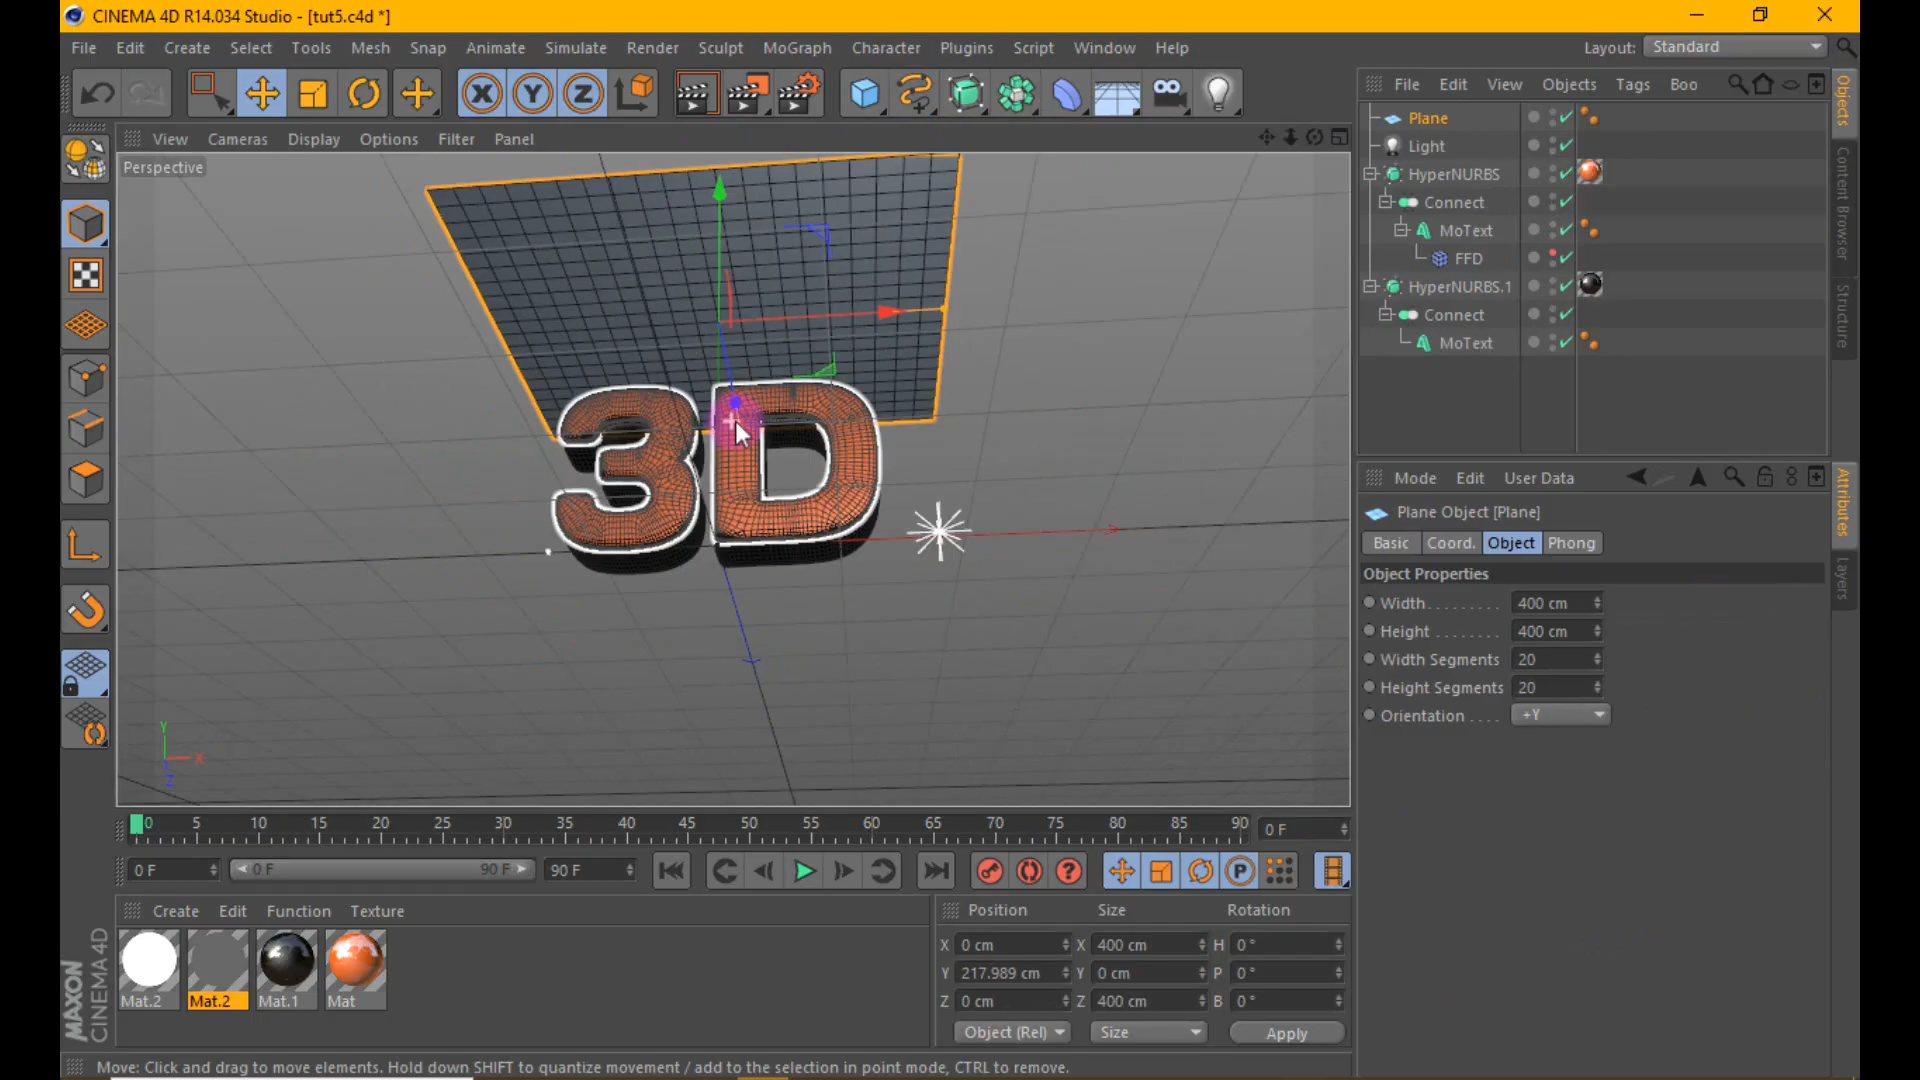 CINEMA 4D R14.034 Studio - [tut5.c4d *]
File Edit Create Select Tools Mesh Snap Animate Simulate Render Sculpt MoGraph Character Plugins Script Window Help
Layout: Standard
X Y Z
File Edit View Objects Tags Boo
View Cameras Display Options Filter Panel
Perspective
Plane
Light
HyperNURBS
Connect
MoText
FFD
HyperNURBS.1
Connect
MoText
Objects
Content Browser
Structure
3D
Y
X
Z
Mode Edit User Data
Plane Object [Plane]
Basic Coord. Object Phong
Object Properties
Width 400 cm
Height 400 cm
Width Segments 20
Height Segments 20
Orientation +Y
Attributes
Layers
0 5 10 15 20 25 30 35 40 45 50 55 60 65 70 75 80 85 90 0 F
0 F 0 F 90 F 90 F
? P
Create Edit Function Texture
Mat.2 Mat.2 Mat.1 Mat
Position Size Rotation
X 0 cm X 400 cm H 0 °
Y 217.989 cm Y 0 cm P 0 °
Z 0 cm Z 400 cm B 0 °
Object (Rel) Size Apply
MAXON
CINEMA 4D
Move: Click and drag to move elements. Hold down SHIFT to quantize movement / add to the selection in point mode, CTRL to remove.